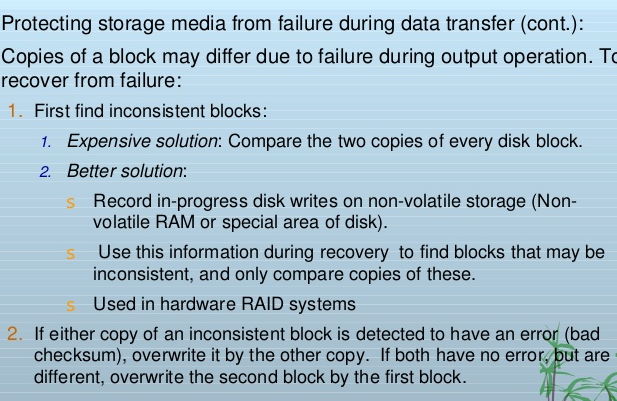 Protecting storage media from failure during data transfer (cont.):
Copies of a block may differ due to failure during output operation. To
recover from failure:
1. First find inconsistent blocks:
1. Expensive solution: Compare the two copies of every disk block.
2. Better solution:
s Record in-progress disk writes on non-volatile storage (Non-
volatile RAM or special area of disk).
s Use this information during recovery to find blocks that may be
inconsistent, and only compare copies of these.
s Used in hardware RAID systems
2. If either copy of an inconsistent block is detected to have an error (bad
checksum), overwrite it by the other copy. If both have no error, but are
different, overwrite the second block by the first block.